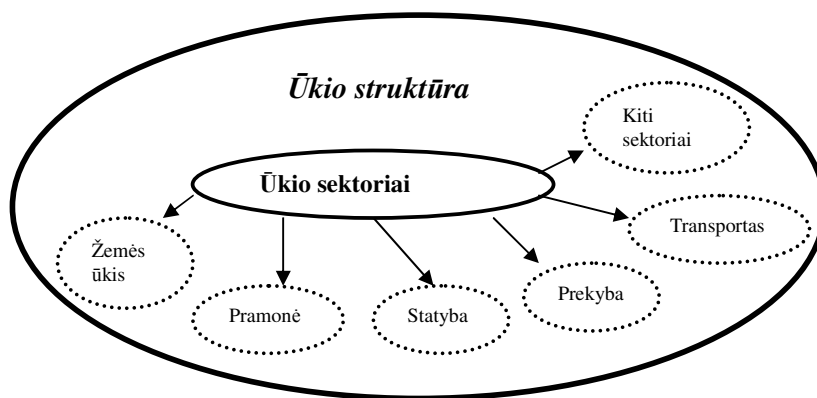 Ūkio struktūra
Kiti
sektoriai
Ūkio sektoriai
Transportas
Žemės
ūkis
Prekyba
Pramonė
Statyba